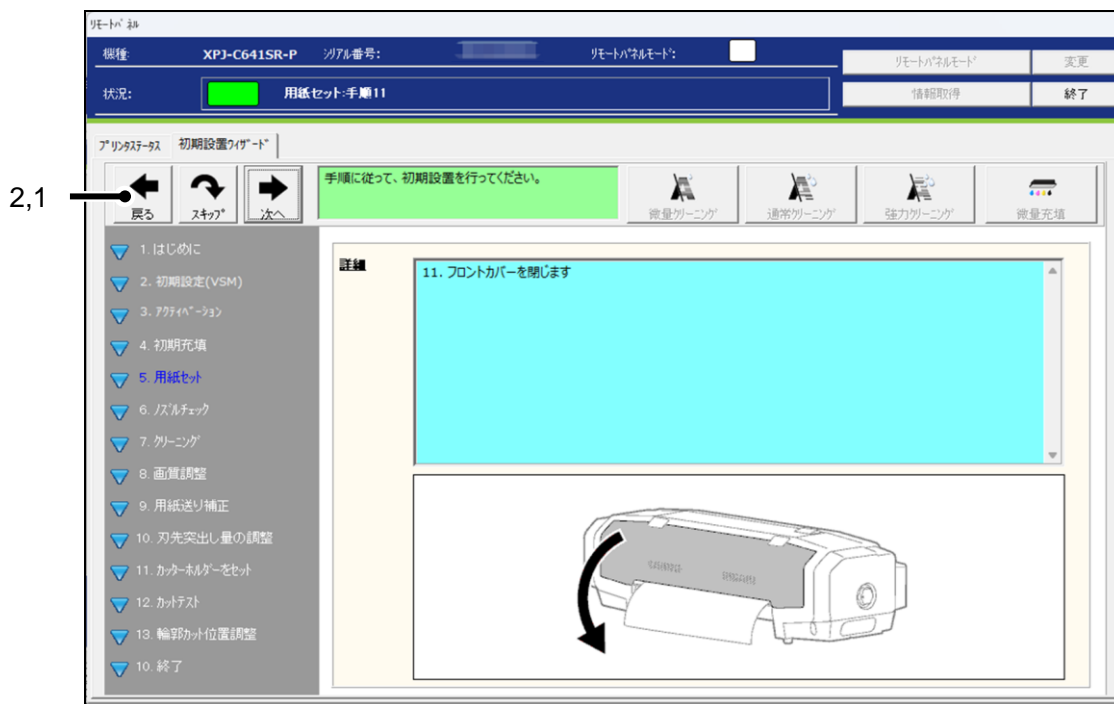 リモートパネル
機種: XPJ-C641SR-P シリアル番号: リモートパネルモード:
リモートパネルモード 変更
状況: 用紙セット:手順11
情報取得 終了
プリンタステータス 初期設置ウィザード
2,1
戻る スキップ 次へ
手順に従って、初期設置を行ってください。
微量クリーニング 通常クリーニング 強力クリーニング 微量充填
1. はじめに
2. 初期設定(VSM)
3. アクティベーション
4. 初期充填
5. 用紙セット
6. ノズルチェック
7. クリーニング
8. 画質調整
9. 用紙送り補正
10. 刃先突出し量の調整
11. カッターホルダーをセット
12. カットテスト
13. 輪郭カット位置調整
10. 終了
詳細
11. フロントカバーを閉じます